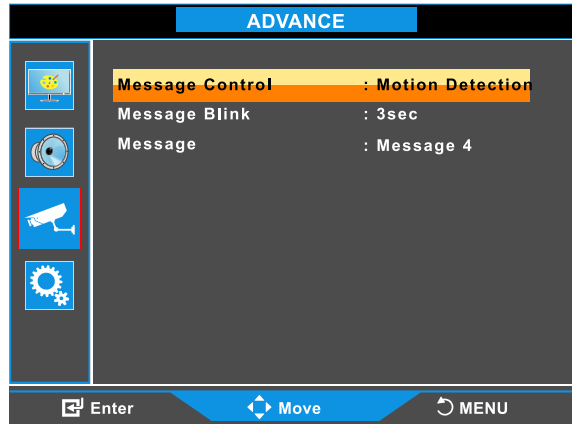 ADVANCE
Message Control : Motion Detection
Message Blink : 3sec
Message : Message 4
Enter Move MENU